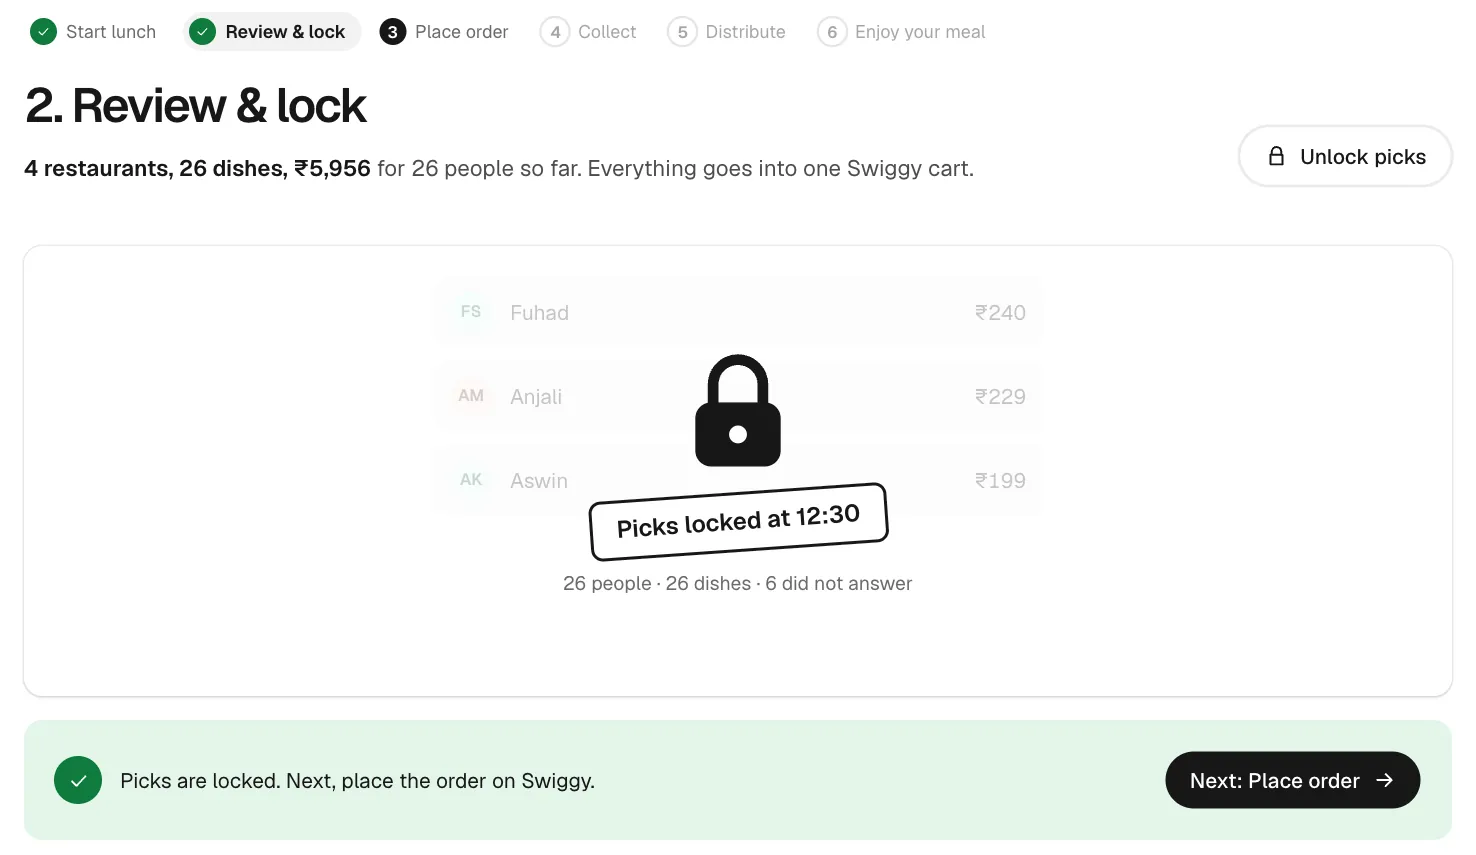 Start lunch
Review & lock
3 Place order
4 Collect
5 Distribute
6 Enjoy your meal
2. Review & lock
4 restaurants, 26 dishes, ₹5,956 for 26 people so far. Everything goes into one Swiggy cart.
Unlock picks
FS Fuhad ₹240
AM Anjali ₹229
AK Aswin ₹199
Picks locked at 12:30
26 people · 26 dishes · 6 did not answer
Picks are locked. Next, place the order on Swiggy.
Next: Place order →